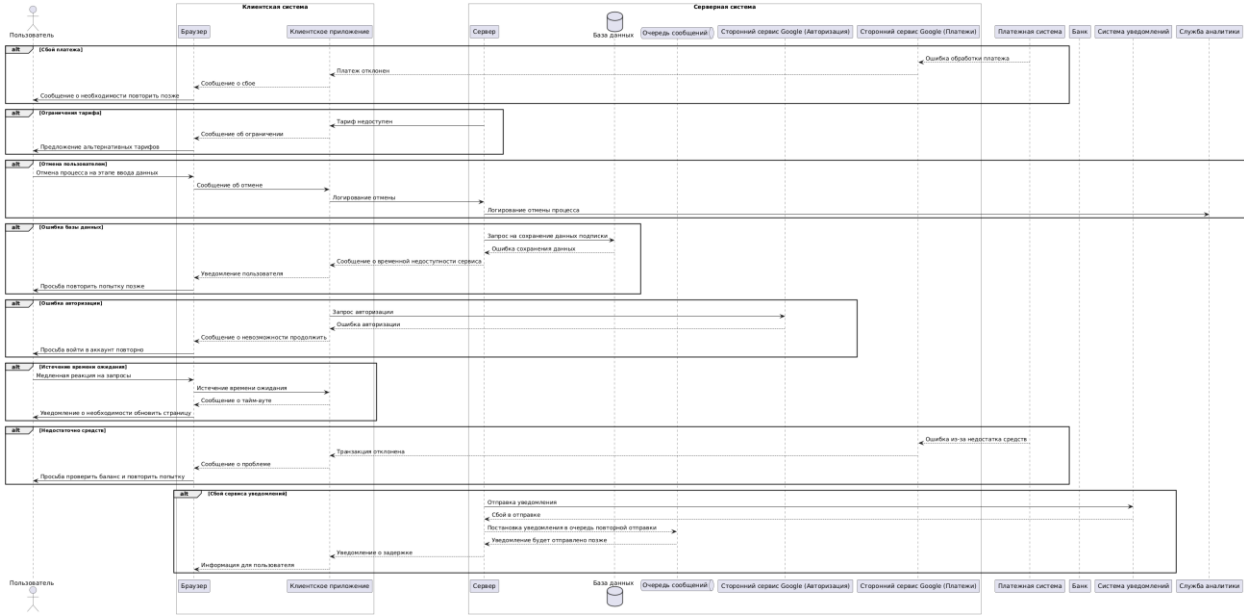 Клиентская система Серверная система
Пользователь Браузер Клиентское приложение Сервер База данных Очередь сообщений Сторонний сервис Google (Авторизация) Сторонний сервис Google (Платежи) Платежная система Банк Система уведомлений Служба аналитики
alt [Сбой платежа]
Ошибка обработки платежа
Платеж отклонен
Сообщение о сбое
Сообщение о необходимости повторить позже
alt [Ограничения тарифа]
Тариф недоступен
Сообщение об ограничении
Предложение альтернативных тарифов
alt [Отмена пользователем]
Отмена процесса на этапе ввода данных
Сообщение об отмене
Логирование отмены
Логирование отмены процесса
alt [Ошибка базы данных]
Запрос на сохранение данных подписки
Ошибка сохранения данных
Сообщение о временной недоступности сервиса
Уведомление пользователя
Просьба повторить попытку позже
alt [Ошибка авторизации]
Запрос авторизации
Ошибка авторизации
Сообщение о невозможности продолжить
Просьба войти в аккаунт повторно
alt [Истечение времени ожидания]
Медленная реакция на запросы
Истечение времени ожидания
Сообщение о тайм-ауте
Уведомление о необходимости обновить страницу
alt [Недостаточно средств]
Ошибка из-за недостатка средств
Транзакция отклонена
Сообщение о проблеме
Просьба проверить баланс и повторить попытку
alt [Сбой сервиса уведомлений]
Отправка уведомления
Сбой в отправке
Постановка уведомления в очередь повторной отправки
Уведомление будет отправлено позже
Уведомление о задержке
Информация для пользователя
Пользователь Браузер Клиентское приложение Сервер База данных Очередь сообщений Сторонний сервис Google (Авторизация) Сторонний сервис Google (Платежи) Платежная система Банк Система уведомлений Служба аналитики